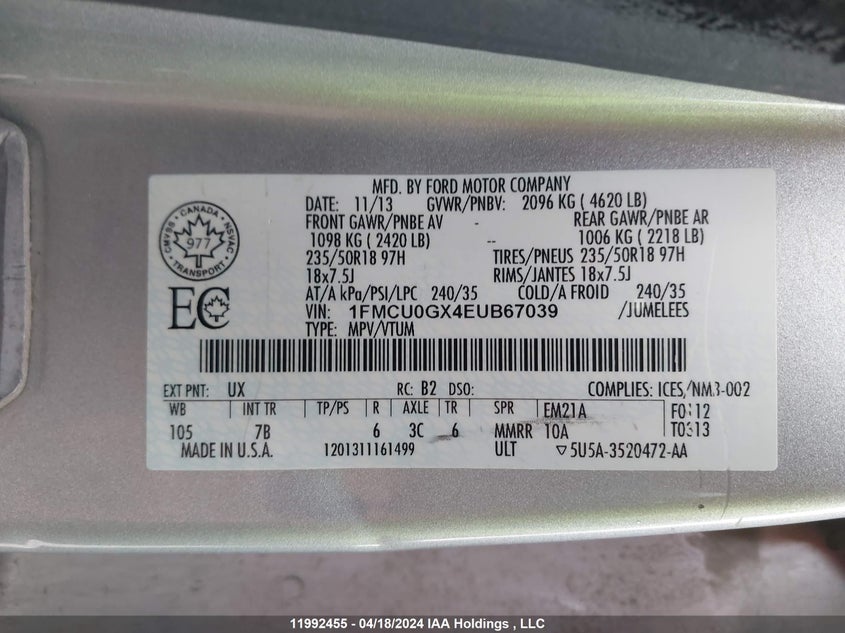 MFD. BY FORD MOTOR COMPANY
DATE: 11/13 GVWR/PNBV: 2096 KG ( 4620 LB)
FRONT GAWR/PNBE AV - REAR GAWR/PNBE AR
1098 KG ( 2420 LB) -- 1006 KG ( 2218 LB)
235/50R18 97H TIRES/PNEUS 235/50R18 97H
18x7.5J RIMS/JANTES 18x7.5J
AT/A kPa/PSI/LPC 240/35 COLD/A FROID 240/35
VIN: 1FMCU0GX4EUB67039 /JUMELEES
TYPE: MPV/VTUM
CANADA
CMVSS 977 NSVAC
TRANSPORT
EC
EXT PNT: UX RC: B2 DSO: COMPLIES: ICES/NMB-002
WB INT TR TP/PS R AXLE TR SPR EM21A F0112
105 7B 6 3C 6 MMRR 10A T0313
MADE IN U.S.A. 1201311161499 ULT ▽5U5A-3520472-AA
11992455 - 04/18/2024 IAA Holdings , LLC